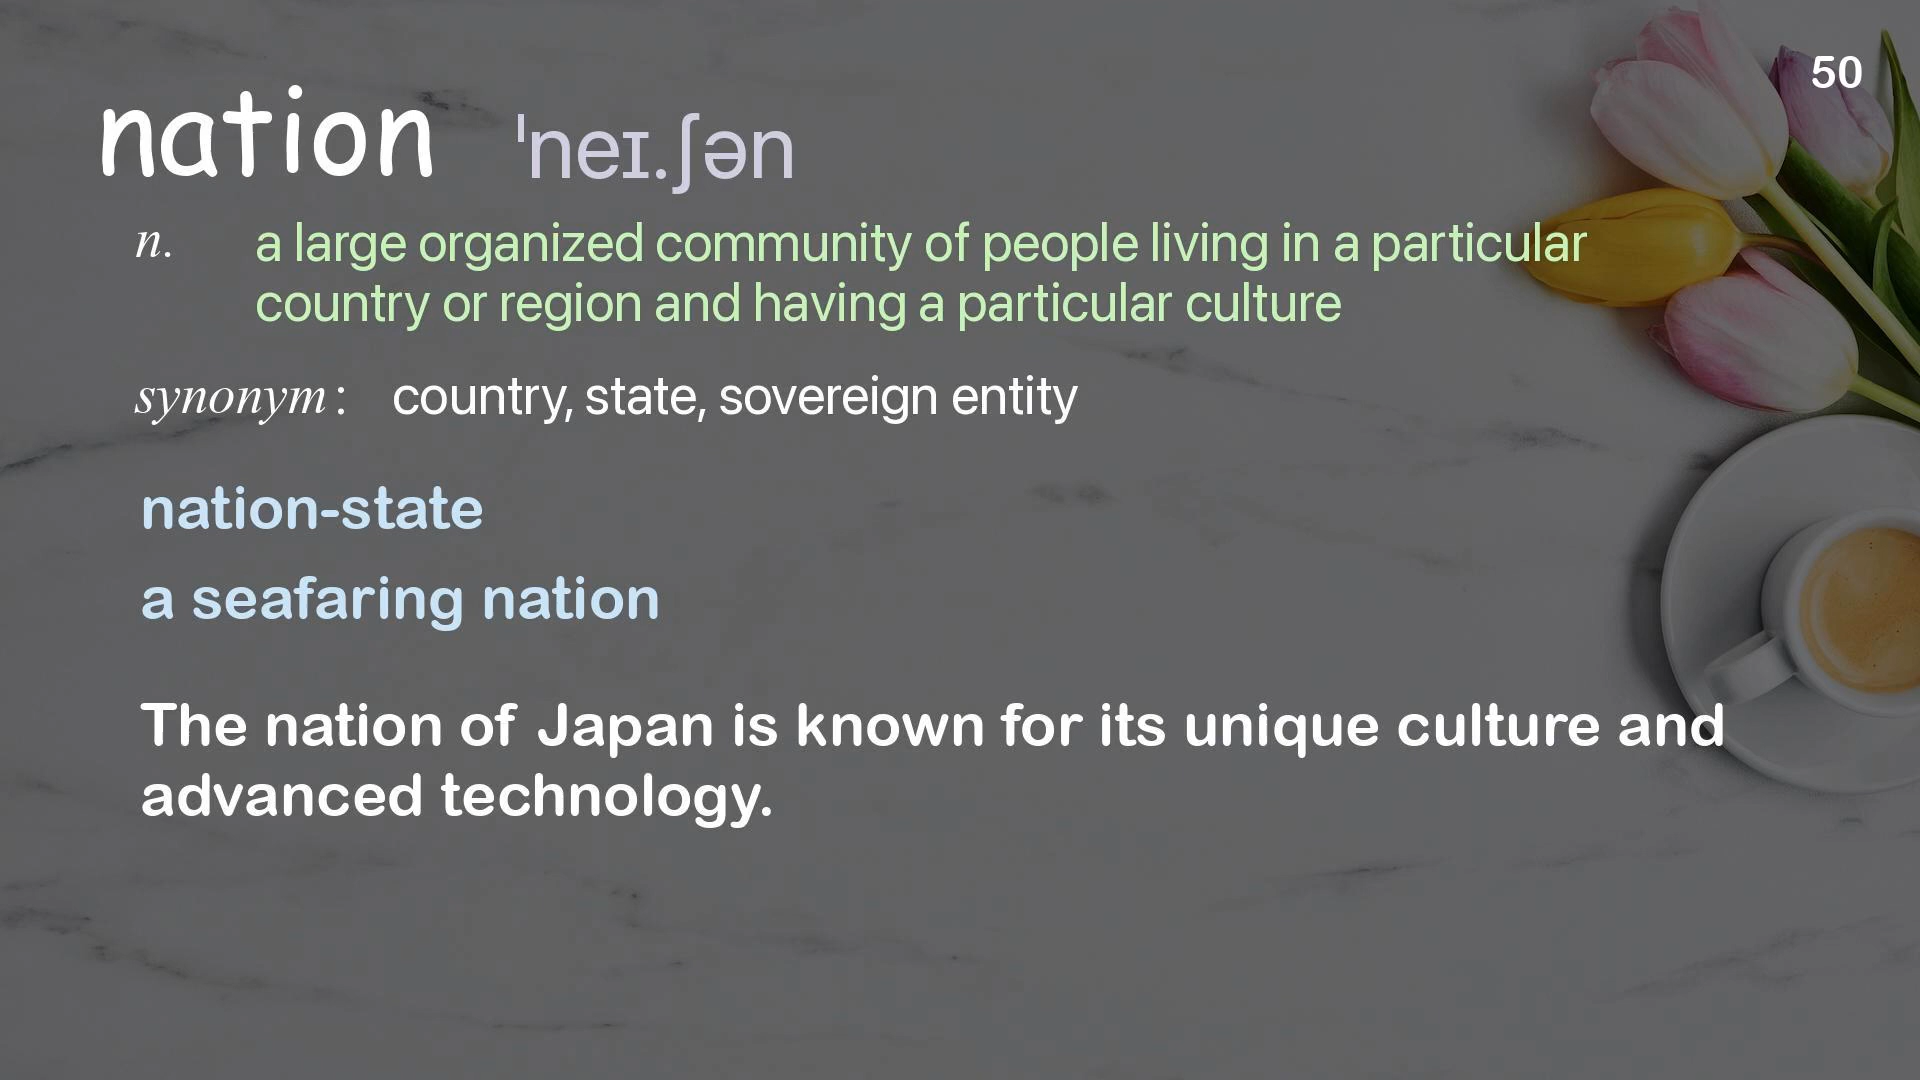 50
nation ˈneɪ.ʃən
n. a large organized community of people living in a particular
country or region and having a particular culture
synonym: country, state, sovereign entity
nation-state
a seafaring nation
The nation of Japan is known for its unique culture and
advanced technology.